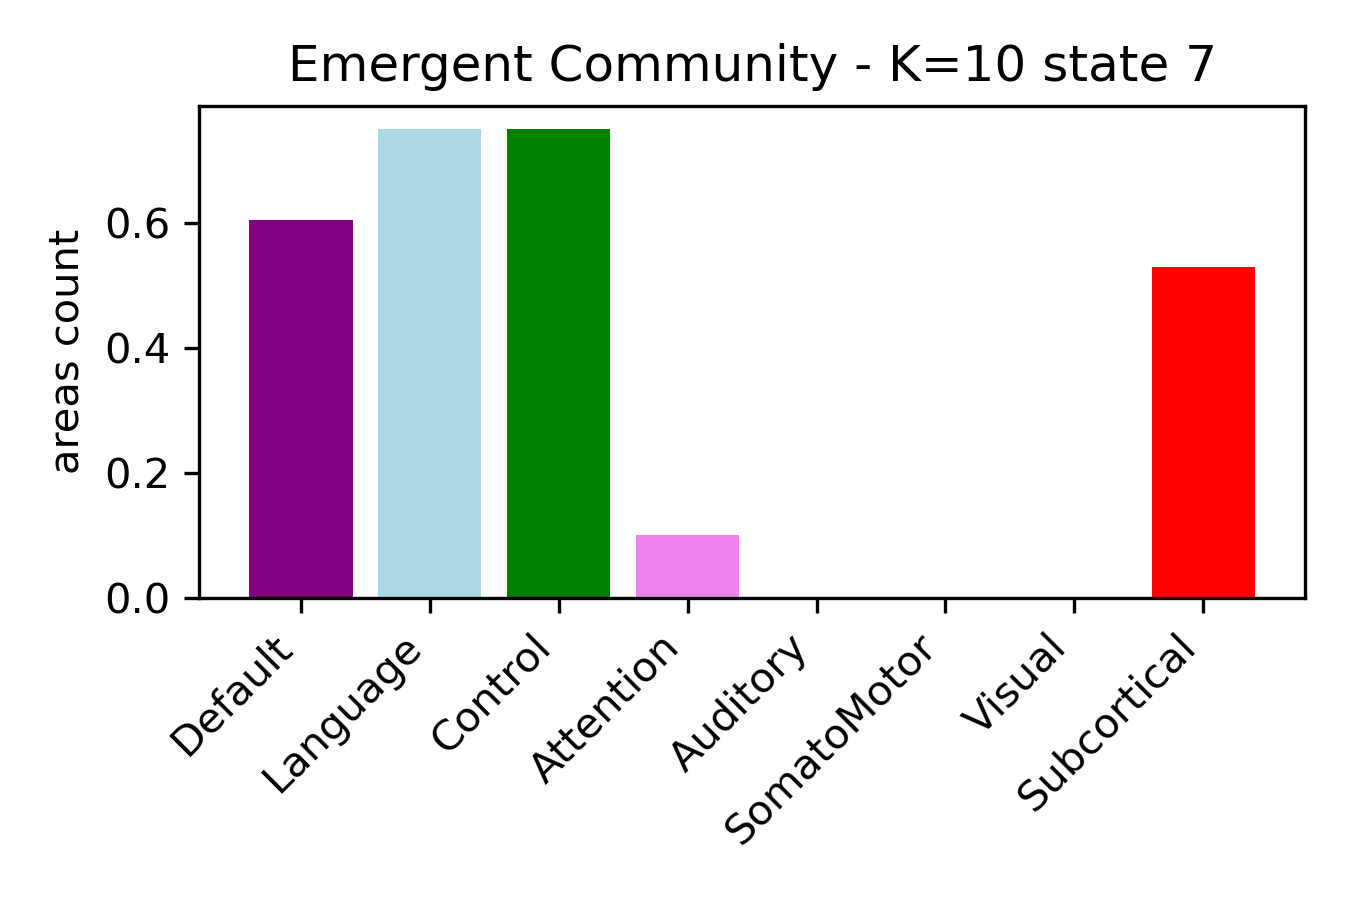 Emergent Community - K=10 state 7
areas count
0.6
0.4
0.2
0.0
Default
Language
Control
Attention
Auditory
SomatoMotor
Visual
Subcortical